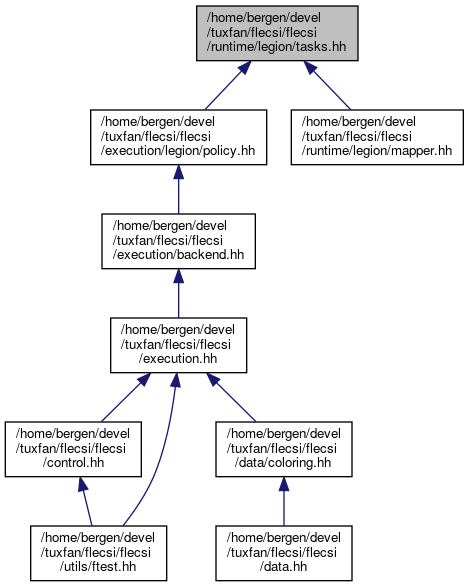 /home/bergen/devel
/tuxfan/flecsi/flecsi
/runtime/legion/tasks.hh
/home/bergen/devel
/tuxfan/flecsi/flecsi
/execution/legion/policy.hh
/home/bergen/devel
/tuxfan/flecsi/flecsi
/runtime/legion/mapper.hh
/home/bergen/devel
/tuxfan/flecsi/flecsi
/execution/backend.hh
/home/bergen/devel
/tuxfan/flecsi/flecsi
/execution.hh
/home/bergen/devel
/tuxfan/flecsi/flecsi
/control.hh
/home/bergen/devel
/tuxfan/flecsi/flecsi
/data/coloring.hh
/home/bergen/devel
/tuxfan/flecsi/flecsi
/utils/ftest.hh
/home/bergen/devel
/tuxfan/flecsi/flecsi
/data.hh